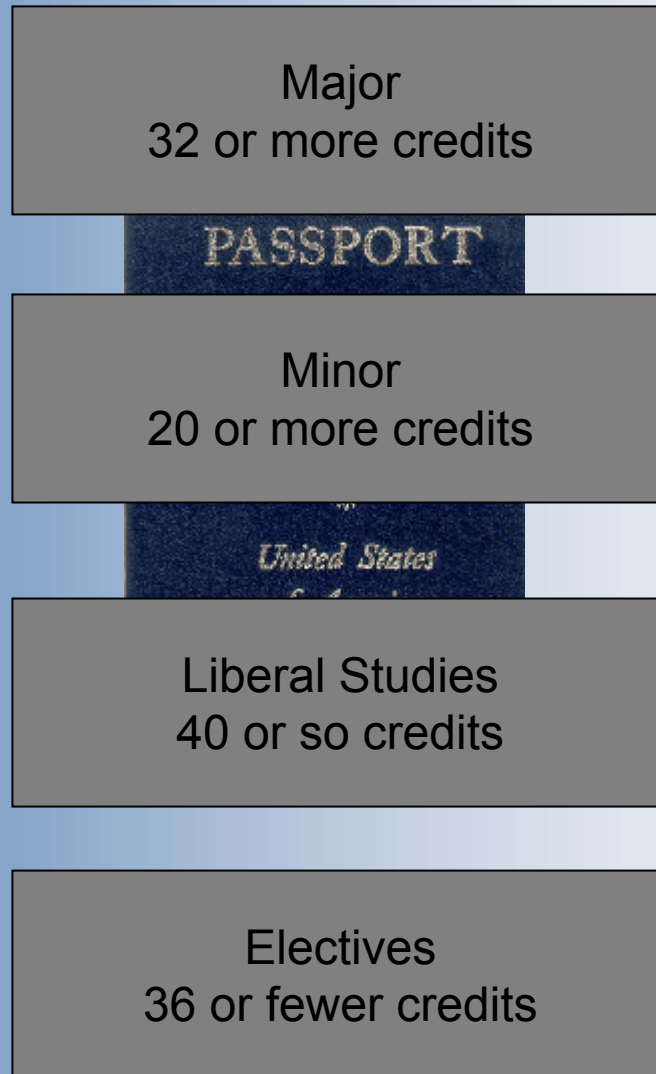 Major
32 or more credits
PASSPORT
Minor
20 or more credits
United States
Liberal Studies
40 or so credits
Electives
36 or fewer credits